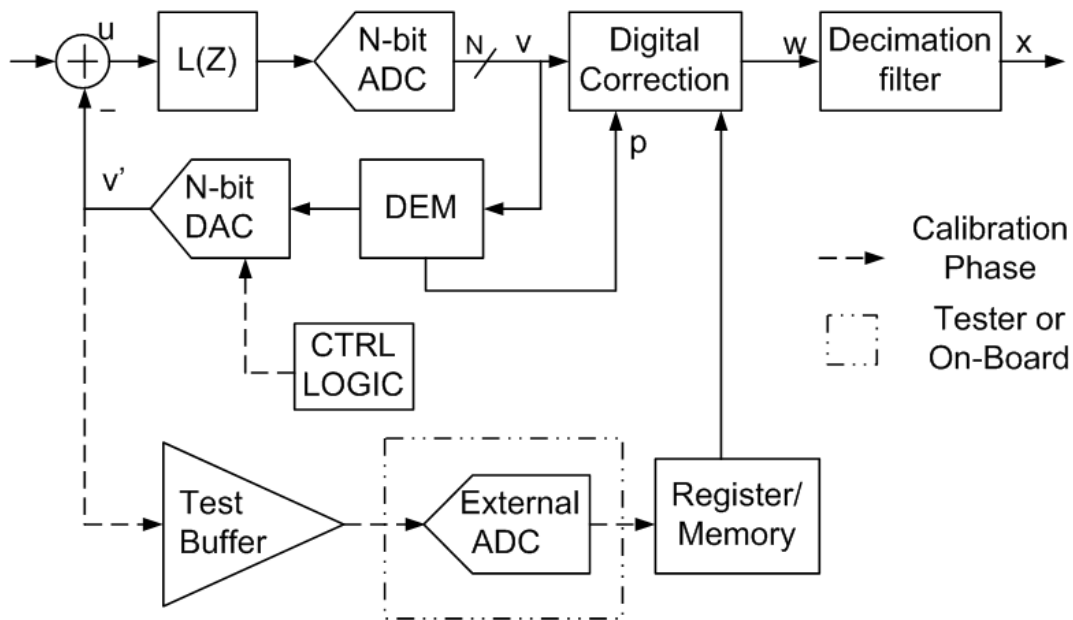 u
+
−
L(Z)
N-bit
ADC
N
v
Digital
Correction
w
Decimation
filter
x
p
v'
N-bit
DAC
DEM
CTRL
LOGIC
Calibration
Phase
Tester or
On-Board
Test
Buffer
External
ADC
Register/
Memory